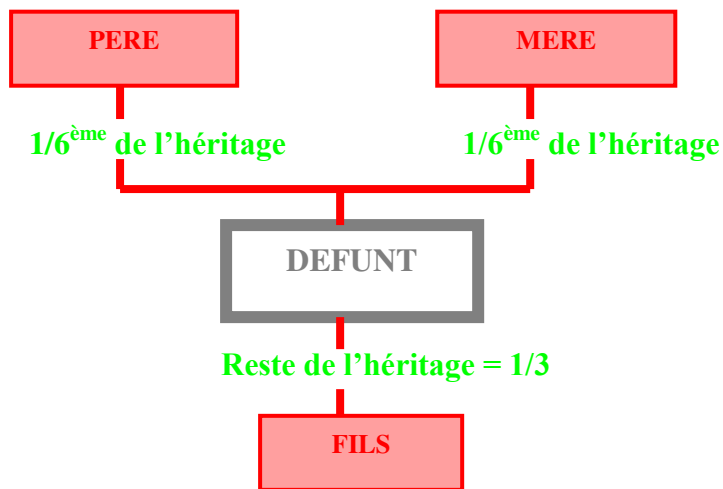 PERE
MERE
1/6ème de l'héritage
1/6ème de l'héritage
DEFUNT
Reste de l'héritage = 1/3
FILS